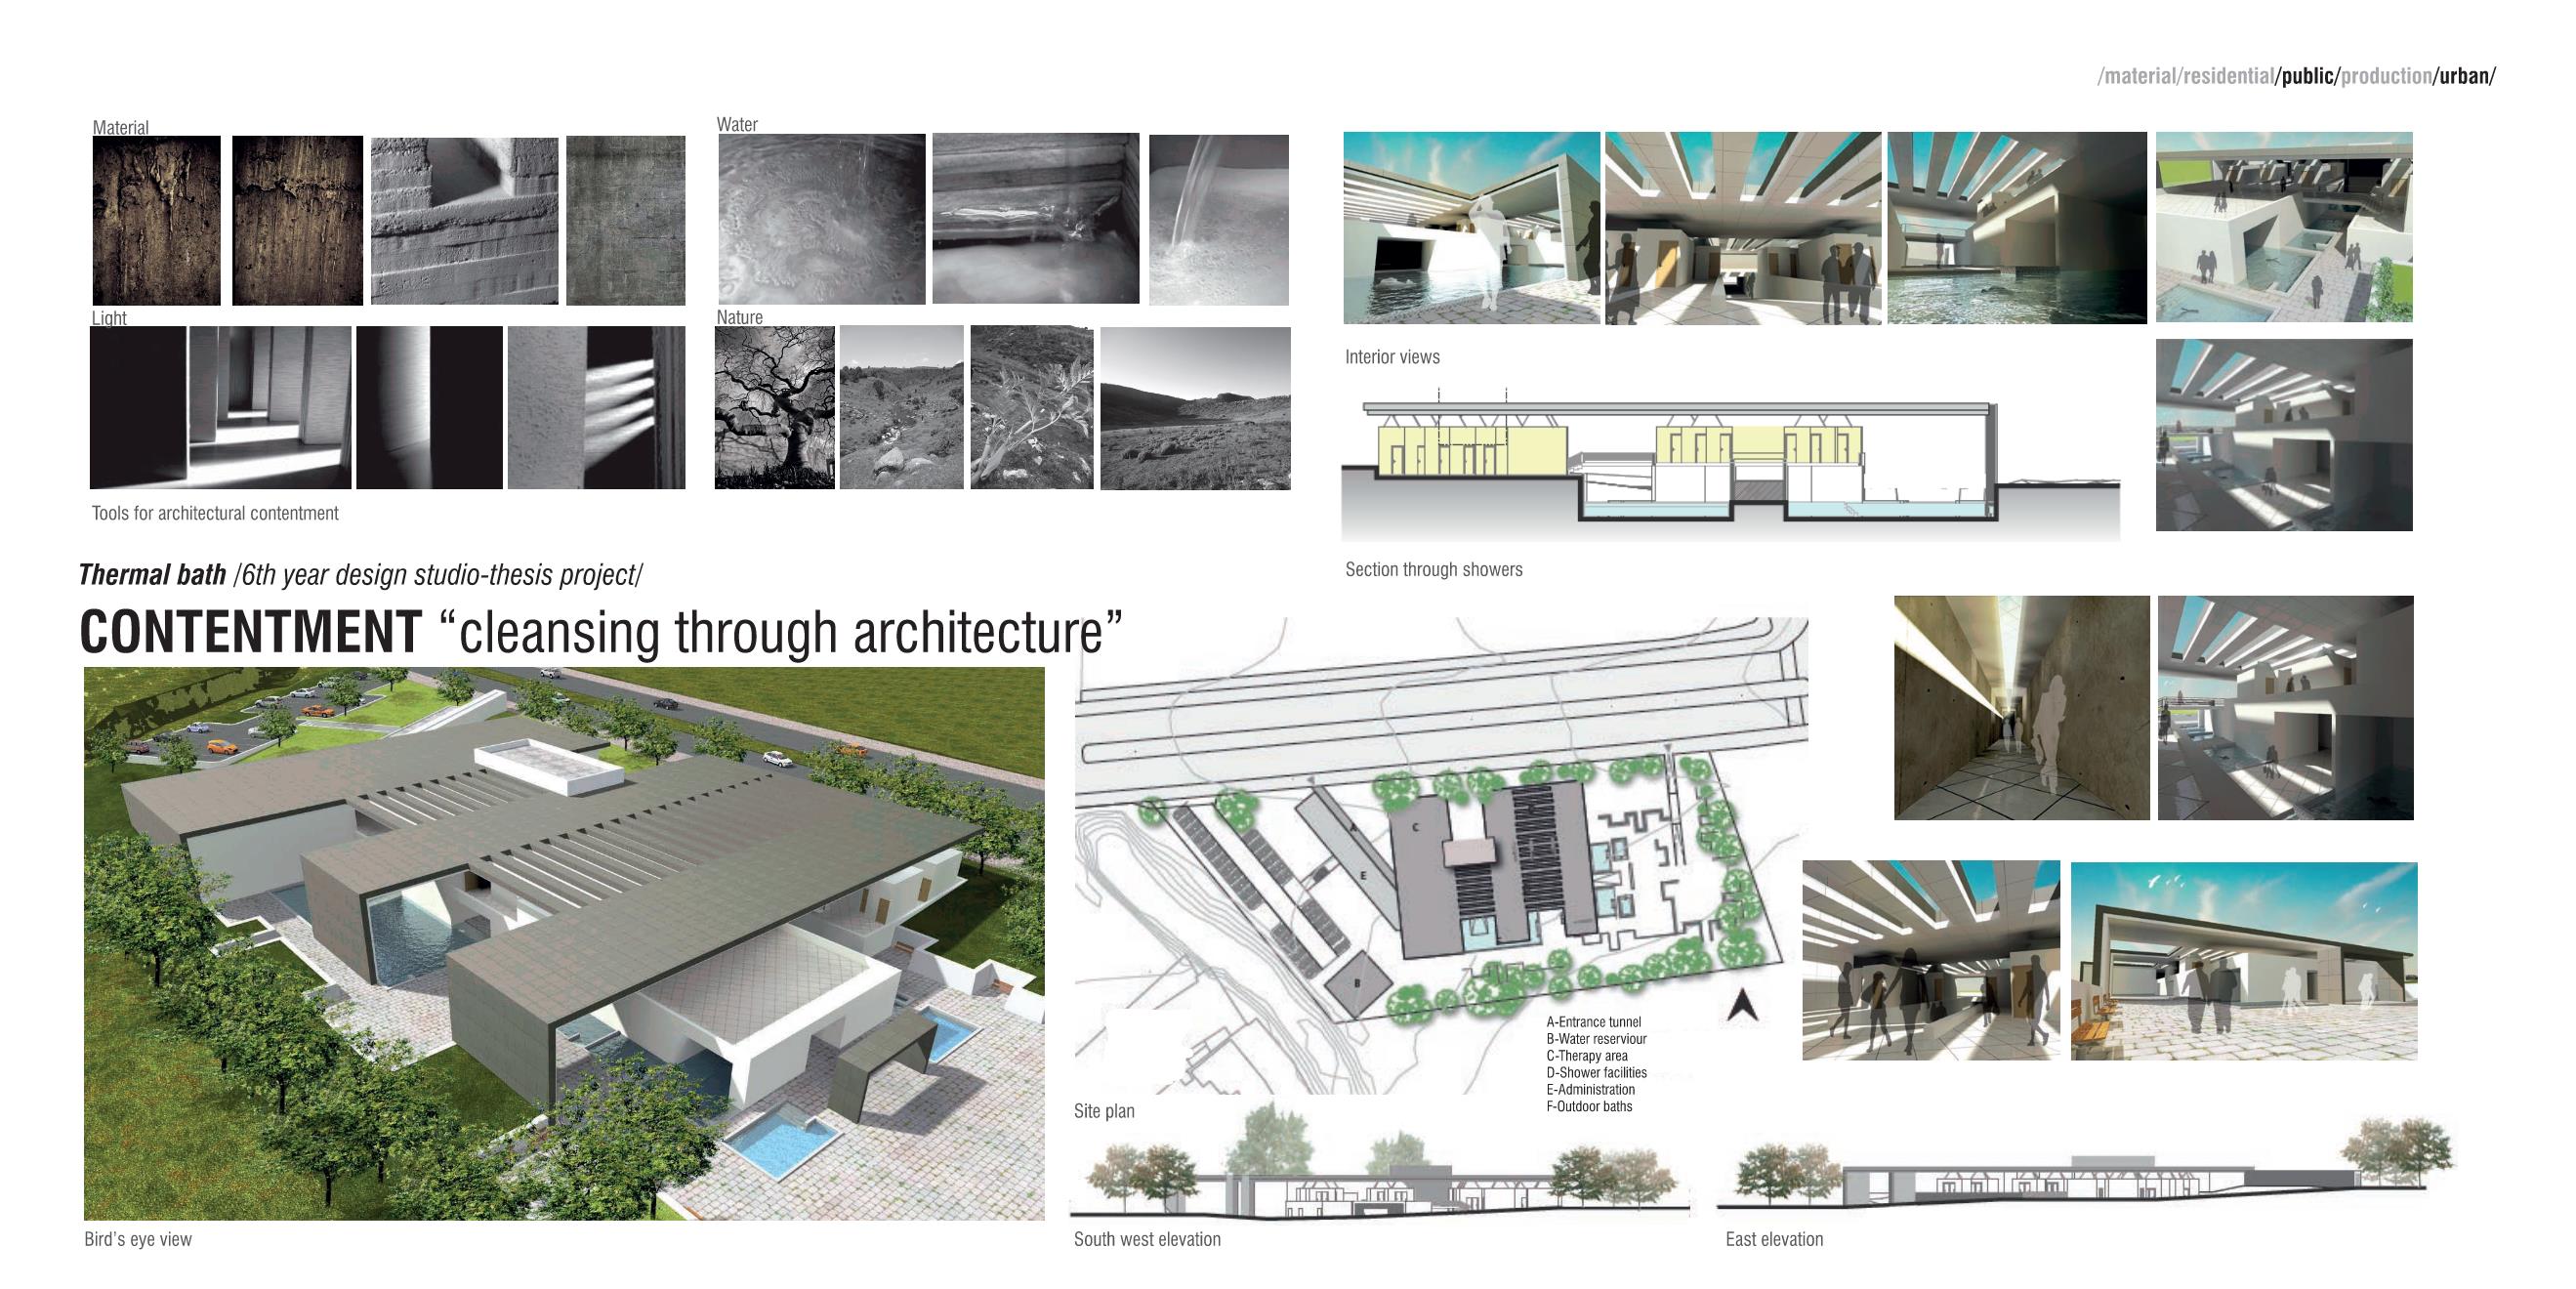 /material/residential/public/production/urban/
Material
Water
Light
Nature
Tools for architectural contentment
Interior views
Section through showers
Thermal bath /6th year design studio-thesis project/
CONTENTMENT “cleansing through architecture”
A
C
E
B
A-Entrance tunnel
B-Water reserviour
C-Therapy area
D-Shower facilities
E-Administration
F-Outdoor baths
Site plan
Bird's eye view
South west elevation
East elevation